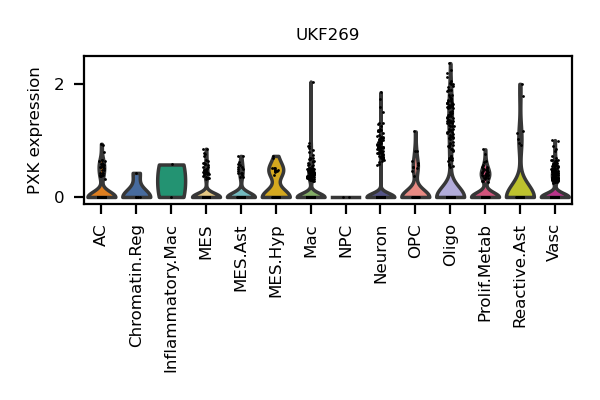 UKF269
PXK expression
2
0
AC
Chromatin.Reg
Inflammatory.Mac
MES
MES.Ast
MES.Hyp
Mac
NPC
Neuron
OPC
Oligo
Prolif.Metab
Reactive.Ast
Vasc